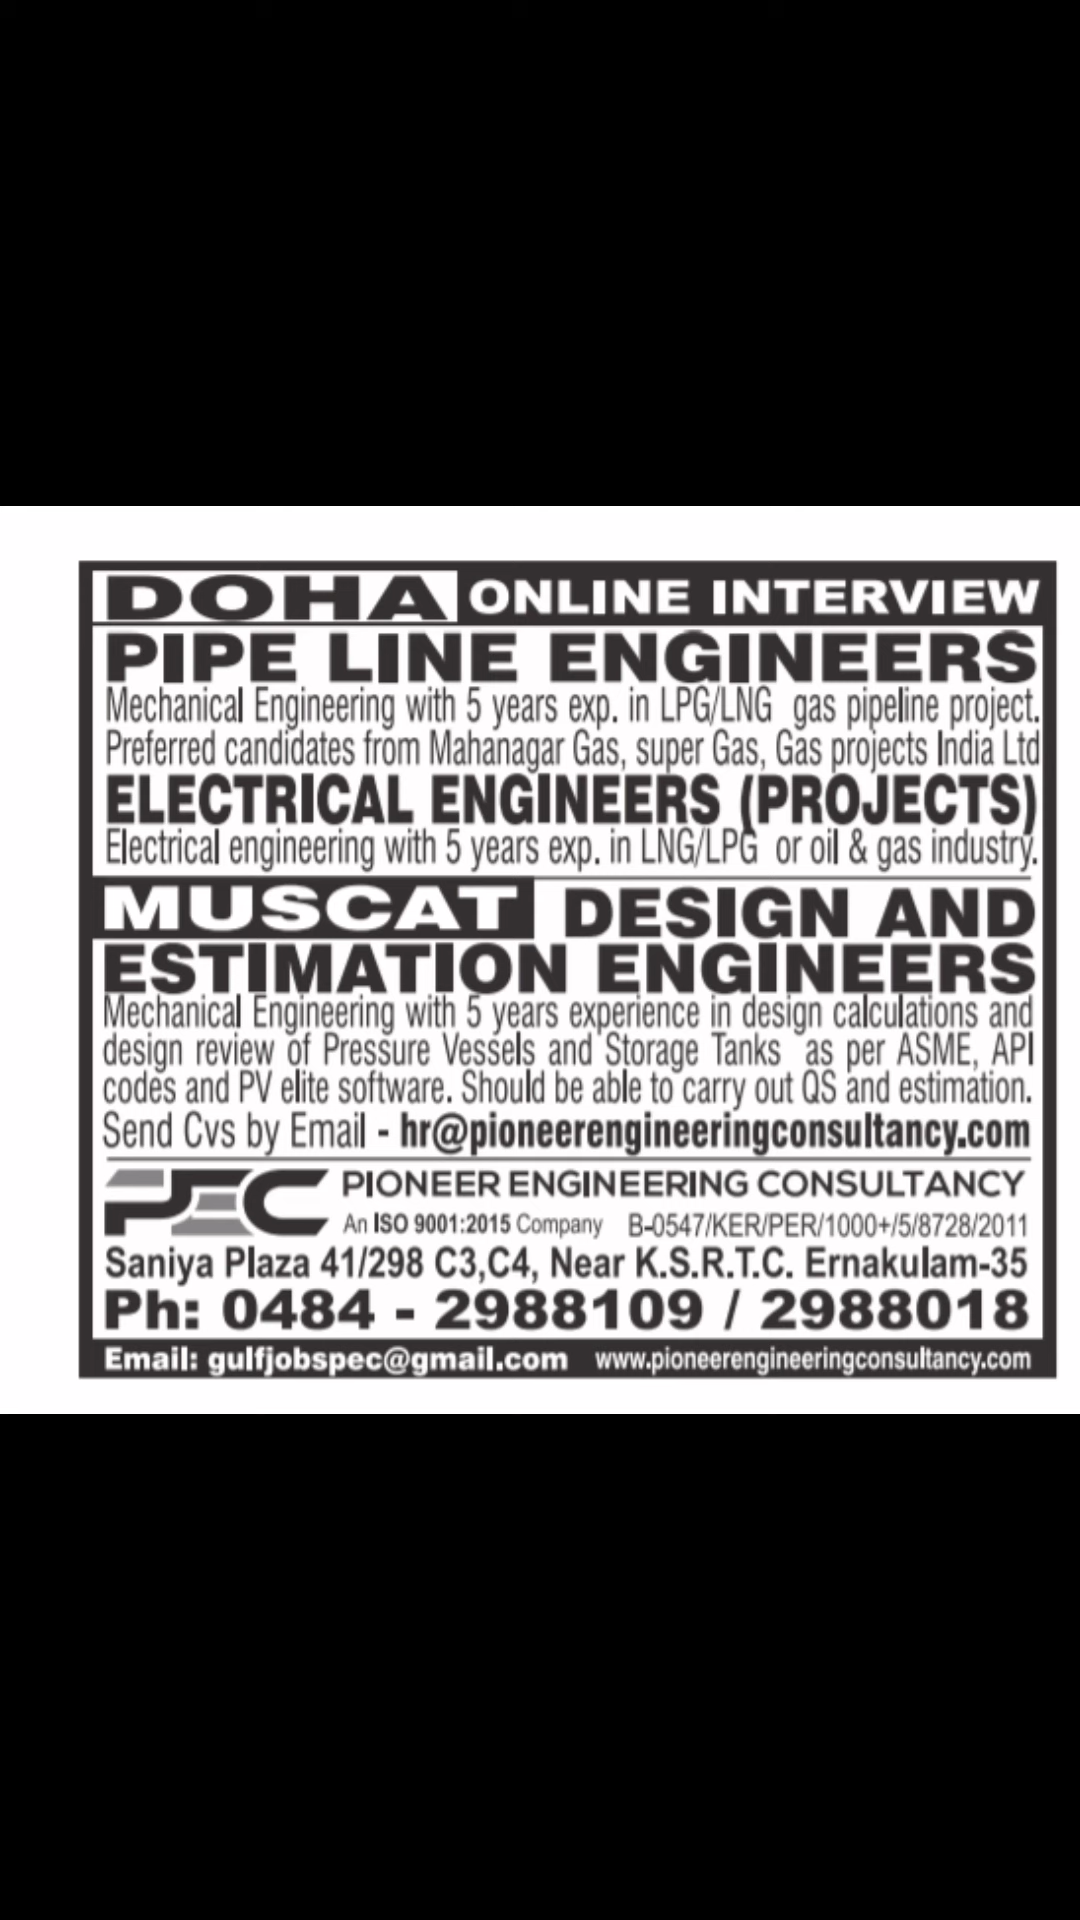 DOHA ONLINE INTERVIEW
PIPE LINE ENGINEERS
Mechanical Engineering with 5 years exp. in LPG/LNG gas pipeline project.
Preferred candidates from Mahanagar Gas, super Gas, Gas projects India Ltd
ELECTRICAL ENGINEERS (PROJECTS)
Electrical engineering with 5 years exp. in LNG/LPG or oil & gas industry.
MUSCAT DESIGN AND
ESTIMATION ENGINEERS
Mechanical Engineering with 5 years experience in design calculations and
design review of Pressure Vessels and Storage Tanks as per ASME, API
codes and PV elite software. Should be able to carry out QS and estimation.
Send Cvs by Email - hr@pioneerengineeringconsultancy.com
PEC PIONEER ENGINEERING CONSULTANCY
An ISO 9001:2015 Company B-0547/KER/PER/1000+/5/8728/2011
Saniya Plaza 41/298 C3,C4, Near K.S.R.T.C. Ernakulam-35
Ph: 0484 - 2988109 / 2988018
Email: gulfjobspec@gmail.com www.pioneerengineeringconsultancy.com